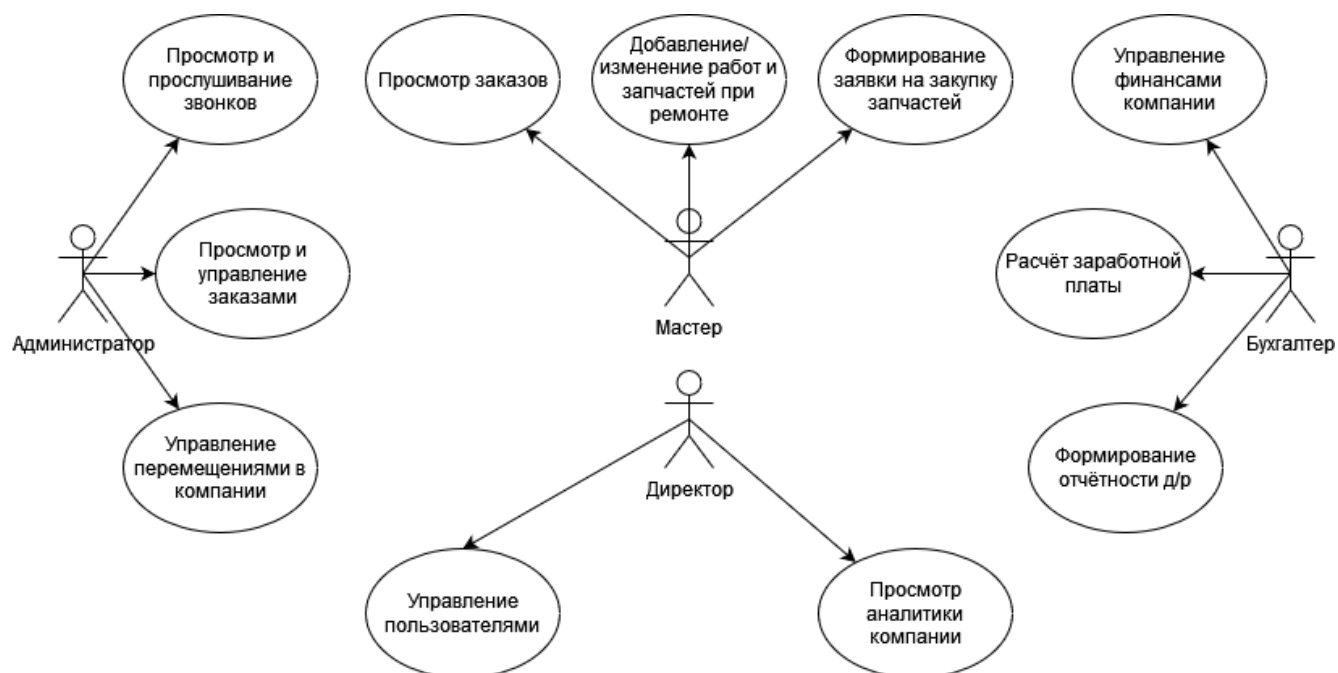 Просмотр и
прослушивание
звонков
Просмотр заказов
Добавление/
изменение работ и
запчастей при
ремонте
Формирование
заявки на закупку
запчастей
Управление
финансами
компании
Просмотр и
управление
заказами
Расчёт заработной
платы
Администратор
Мастер
Бухгалтер
Управление
перемещениями в
компании
Директор
Формирование
отчётности д/р
Управление
пользователями
Просмотр
аналитики
компании